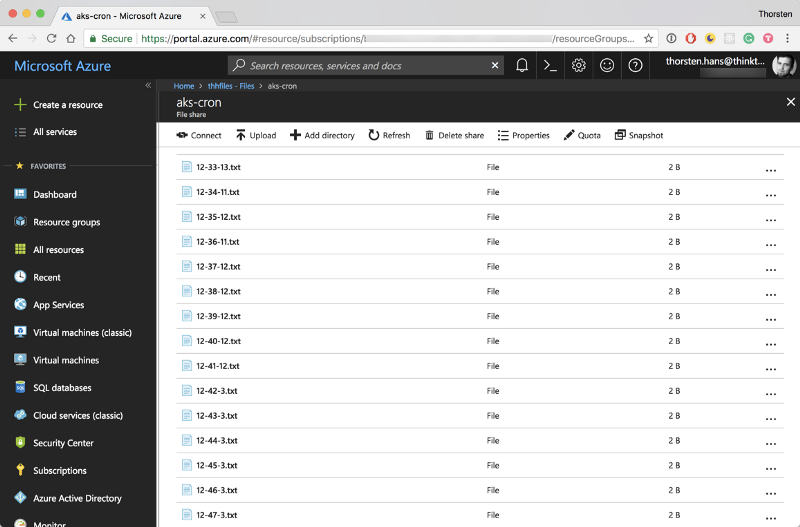 aks-cron - Microsoft Azure
Thorsten
Secure https://portal.azure.com/#resource/subscriptions/ /resourceGroups...
Microsoft Azure
Search resources, services and docs
thorsten.hans@thinkt...
Home > thhfiles - Files > aks-cron
aks-cron
File share
Create a resource
All services
FAVORITES
Dashboard
Resource groups
All resources
Recent
App Services
Virtual machines (classic)
Virtual machines
SQL databases
Cloud services (classic)
Security Center
Subscriptions
Azure Active Directory
Monitor
Connect Upload Add directory Refresh Delete share Properties Quota Snapshot
12-33-13.txt File 2 B ...
12-34-11.txt File 2 B ...
12-35-12.txt File 2 B ...
12-36-11.txt File 2 B ...
12-37-12.txt File 2 B ...
12-38-12.txt File 2 B ...
12-39-12.txt File 2 B ...
12-40-12.txt File 2 B ...
12-41-12.txt File 2 B ...
12-42-3.txt File 2 B ...
12-43-3.txt File 2 B ...
12-44-3.txt File 2 B ...
12-45-3.txt File 2 B ...
12-46-3.txt File 2 B ...
12-47-3.txt File 2 B ...